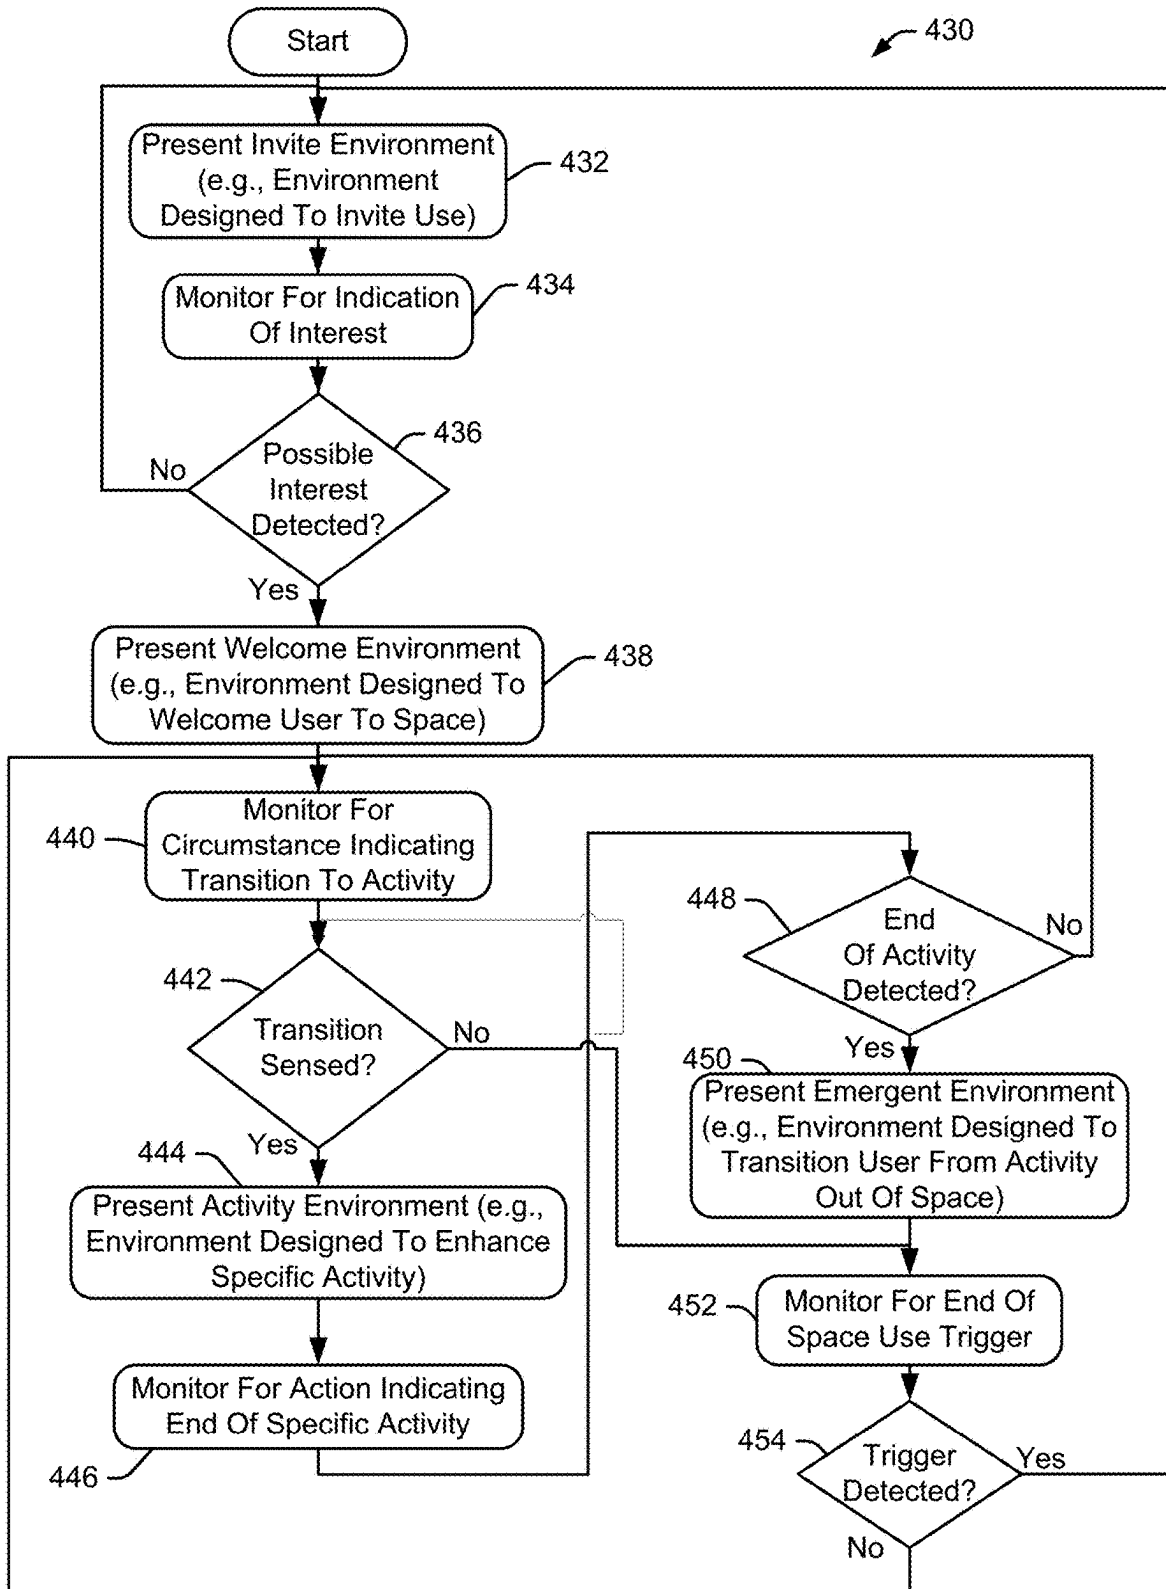 Start
430
Present Invite Environment
(e.g., Environment
Designed To Invite Use)
432
Monitor For Indication
Of Interest
434
Possible
Interest
Detected?
436
No
Yes
Present Welcome Environment
(e.g., Environment Designed To
Welcome User To Space)
438
Monitor For
Circumstance Indicating
Transition To Activity
440
Transition
Sensed?
442
No
Yes
Present Activity Environment (e.g.,
Environment Designed To Enhance
Specific Activity)
444
Monitor For Action Indicating
End Of Specific Activity
446
End
Of Activity
Detected?
448
No
Yes
450
Present Emergent Environment
(e.g., Environment Designed To
Transition User From Activity
Out Of Space)
Monitor For End Of
Space Use Trigger
452
Trigger
Detected?
454
Yes
No